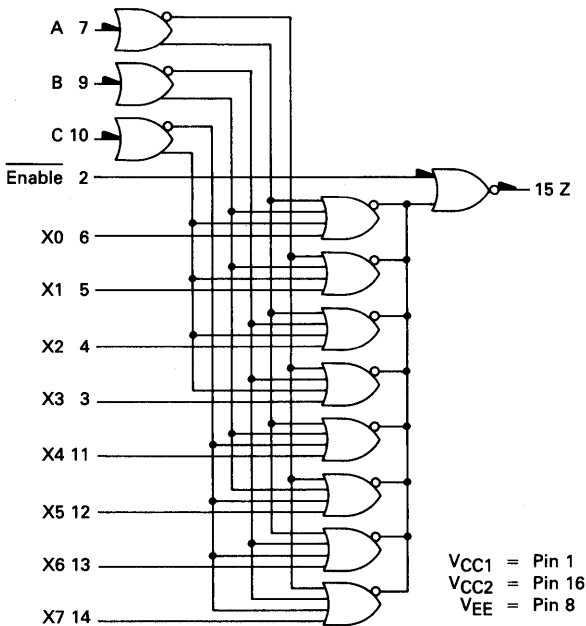 A 7
B 9
C 10
Enable 2
15 Z
X0 6
X1 5
X2 4
X3 3
X4 11
X5 12
X6 13
X7 14
VCC1 = Pin 1
VCC2 = Pin 16
VEE = Pin 8